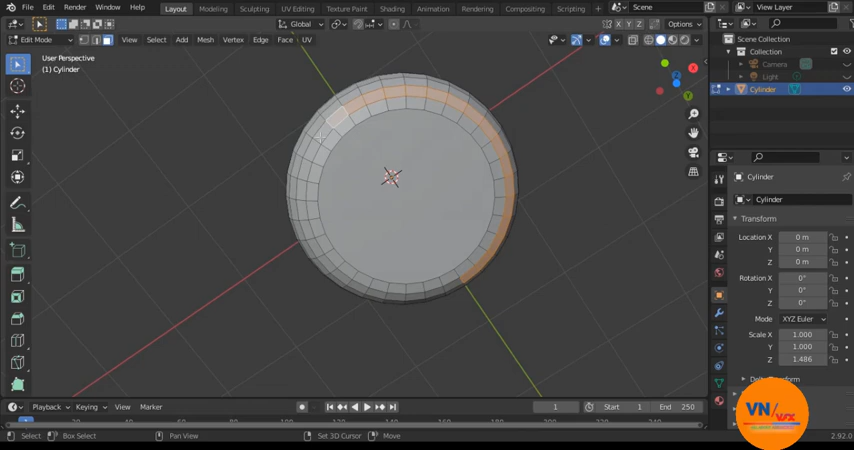 File Edit Render Window Help Layout Modeling Sculpting UV Editing Texture Paint Shading Animation Rendering Compositing Scripting + Scene View Layer
Global X Y Z Options
Edit Mode View Select Add Mesh Vertex Edge Face UV
User Perspective
(1) Cylinder
X
Z
Y
Scene Collection
Collection
Camera
Light
Cylinder
Cylinder
Cylinder
Transform
Location X 0 m
Y 0 m
Z 0 m
Rotation X 0°
Y 0°
Z 0°
Mode XYZ Euler
Scale X 1.000
Y 1.000
Z 1.486
Playback Keying View Marker 1 Start 1 End 250
VN/vsx
Select Box Select Pan View Set 3D Cursor Move 2.92.0